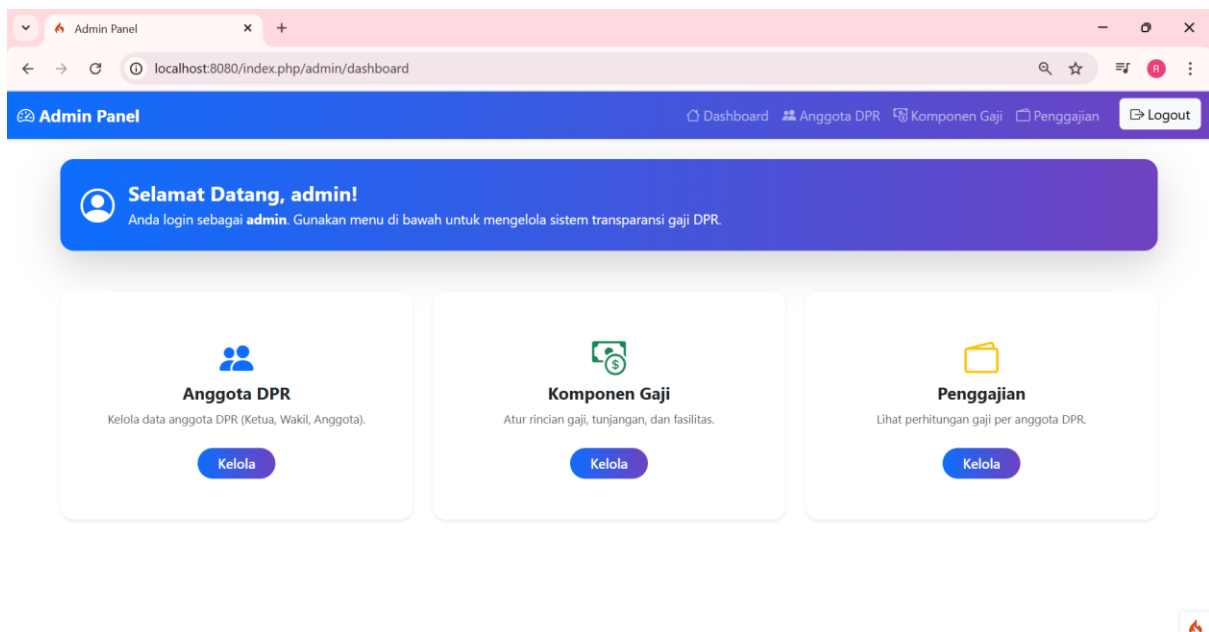 Admin Panel
localhost:8080/index.php/admin/dashboard
R
Admin Panel
Dashboard Anggota DPR Komponen Gaji Penggajian Logout
Selamat Datang, admin!
Anda login sebagai admin. Gunakan menu di bawah untuk mengelola sistem transparansi gaji DPR.
Anggota DPR
Kelola data anggota DPR (Ketua, Wakil, Anggota).
Kelola
Komponen Gaji
Atur rincian gaji, tunjangan, dan fasilitas.
Kelola
Penggajian
Lihat perhitungan gaji per anggota DPR.
Kelola